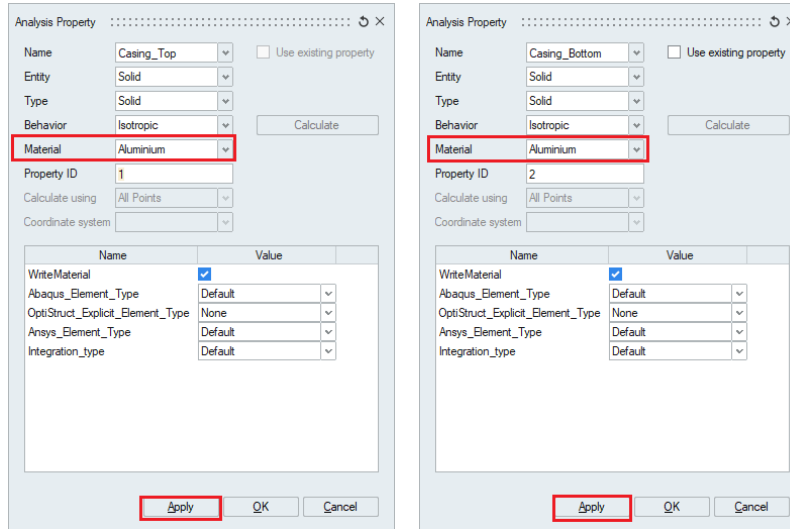 Analysis Property
Name Casing_Top Use existing property
Entity Solid
Type Solid
Behavior Isotropic Calculate
Material Aluminium
Property ID 1
Calculate using All Points
Coordinate system
Name Value
WriteMaterial
Abaqus_Element_Type Default
OptiStruct_Explicit_Element_Type None
Ansys_Element_Type Default
Integration_type Default
Apply OK Cancel
Analysis Property
Name Casing_Bottom Use existing property
Entity Solid
Type Solid
Behavior Isotropic Calculate
Material Aluminium
Property ID 2
Calculate using All Points
Coordinate system
Name Value
WriteMaterial
Abaqus_Element_Type Default
OptiStruct_Explicit_Element_Type None
Ansys_Element_Type Default
Integration_type Default
Apply OK Cancel